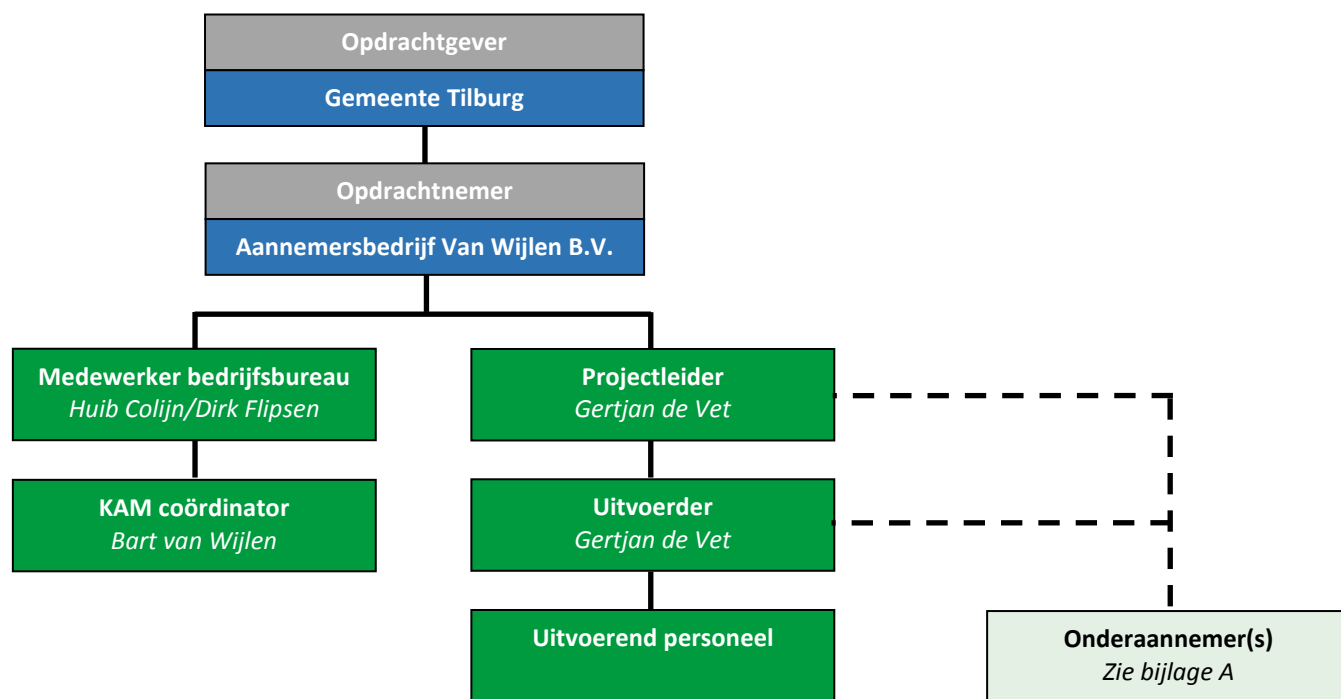 Opdrachtgever
Gemeente Tilburg
Opdrachtnemer
Aannemersbedrijf Van Wijlen B.V.
Medewerker bedrijfsbureau
Huib Colijn/Dirk Flipsen
Projectleider
Gertjan de Vet
KAM coördinator
Bart van Wijlen
Uitvoerder
Gertjan de Vet
Uitvoerend personeel
Onderaannemer(s)
Zie bijlage A